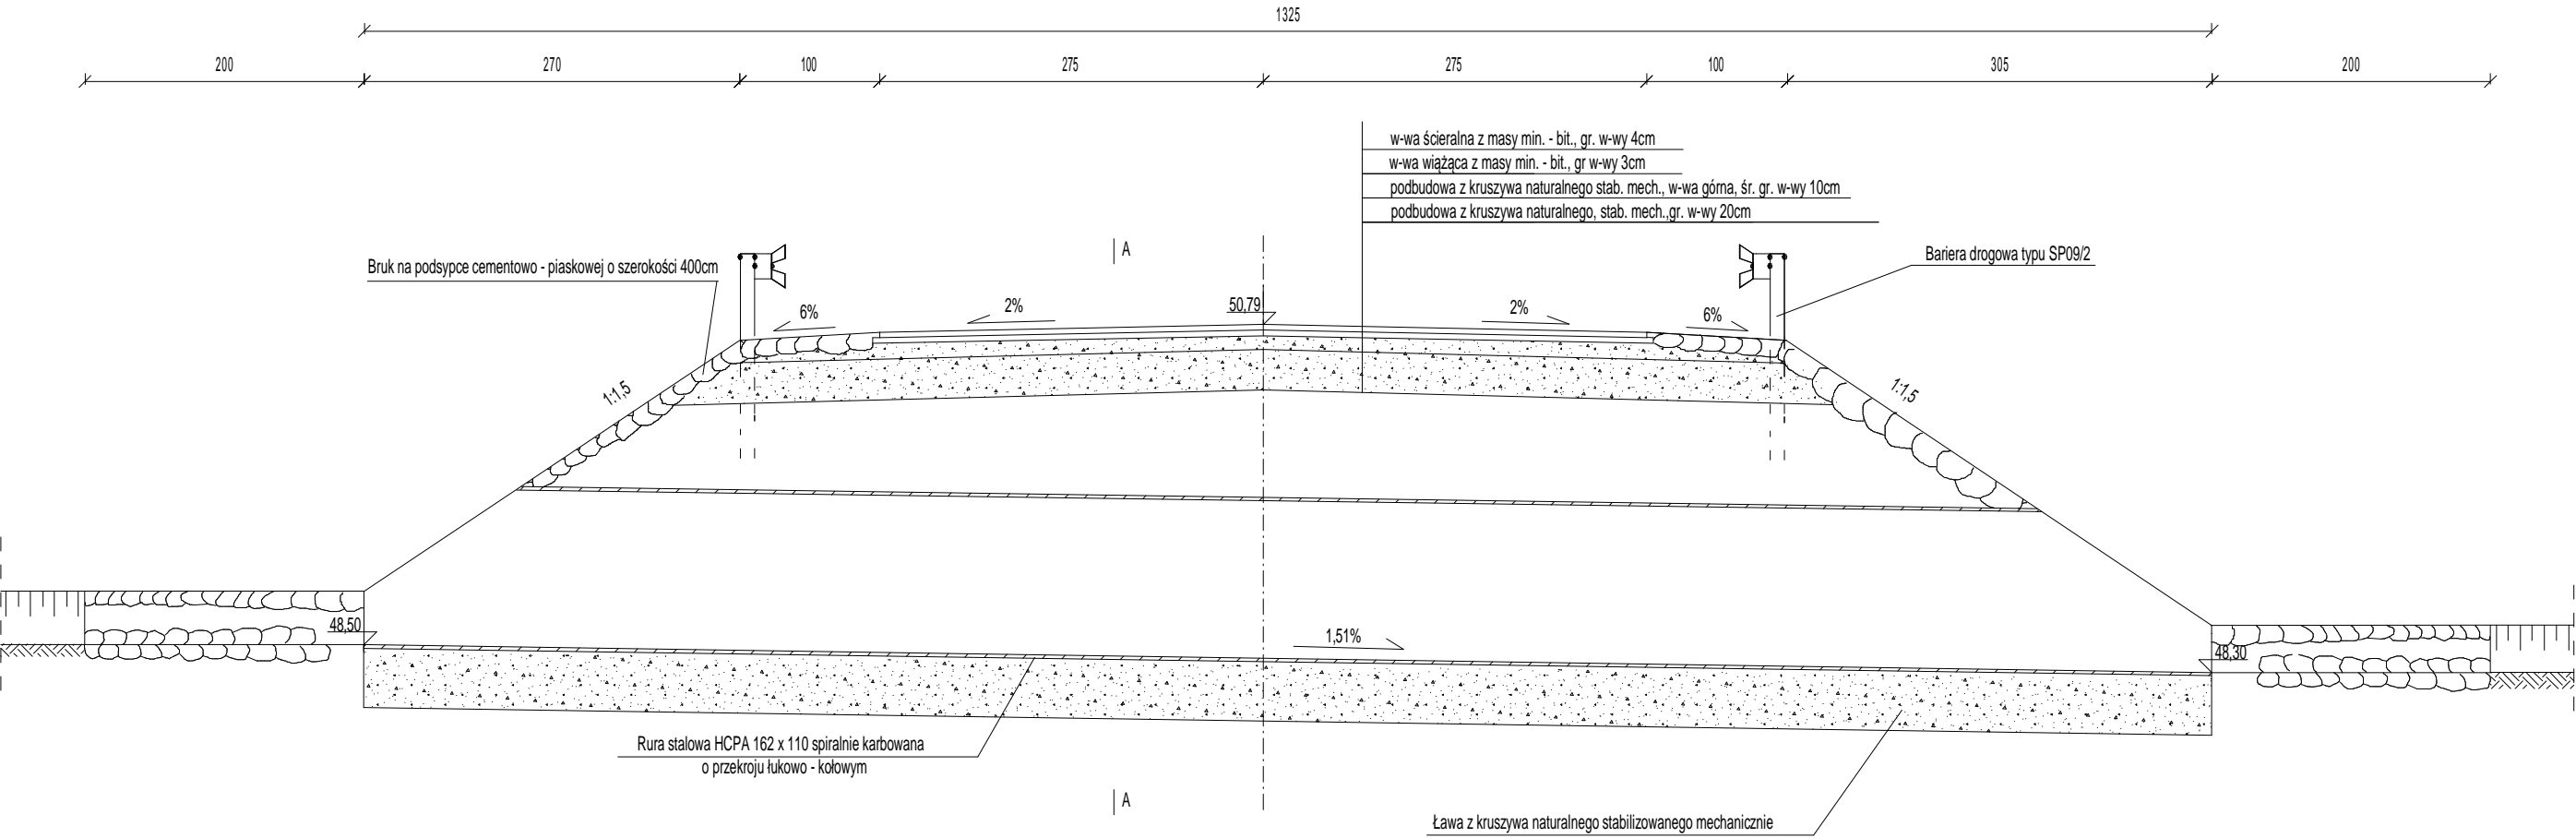 1325
200 270 100 275 275 100 305 200
w-wa ścieralna z masy min. - bit., gr. w-wy 4cm
w-wa wiążąca z masy min. - bit., gr w-wy 3cm
podbudowa z kruszywa naturalnego stab. mech., w-wa górna, śr. gr. w-wy 10cm
podbudowa z kruszywa naturalnego, stab. mech.,gr. w-wy 20cm
A
Bruk na podsypce cementowo - piaskowej o szerokości 400cm
Bariera drogowa typu SP09/2
6% 2% 50,79 2% 6%
1:1,5 1:1,5
48,50 1,51% 48,30
Rura stalowa HCPA 162 x 110 spiralnie karbowana
o przekroju łukowo - kołowym
A
Ława z kruszywa naturalnego stabilizowanego mechanicznie